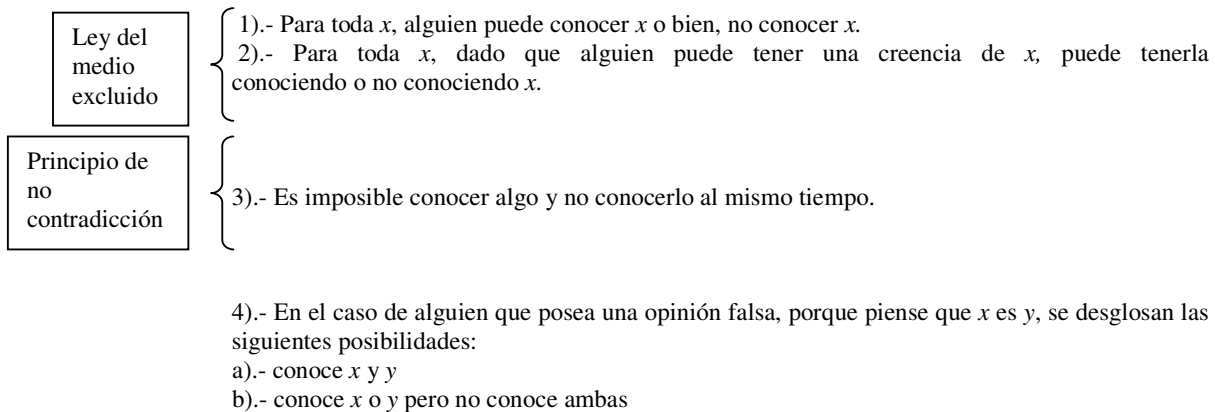 Ley del
medio
excluido
1).- Para toda x, alguien puede conocer x o bien, no conocer x.
2).- Para toda x, dado que alguien puede tener una creencia de x, puede tenerla
conociendo o no conociendo x.
Principio de
no
contradicción
3).- Es imposible conocer algo y no conocerlo al mismo tiempo.
4).- En el caso de alguien que posea una opinión falsa, porque piense que x es y, se desglosan las
siguientes posibilidades:
a).- conoce x y y
b).- conoce x o y pero no conoce ambas